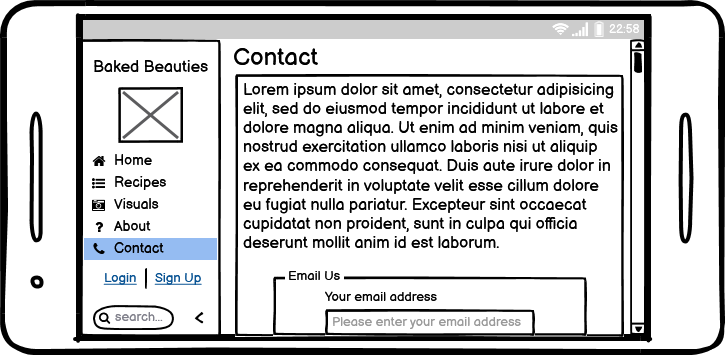 22:58
Baked Beauties
Home
Recipes
Visuals
? About
Contact
Login | Sign Up
search...
Contact
Lorem ipsum dolor sit amet, consectetur adipisicing
elit, sed do eiusmod tempor incididunt ut labore et
dolore magna aliqua. Ut enim ad minim veniam, quis
nostrud exercitation ullamco laboris nisi ut aliquip
ex ea commodo consequat. Duis aute irure dolor in
reprehenderit in voluptate velit esse cillum dolore
eu fugiat nulla pariatur. Excepteur sint occaecat
cupidatat non proident, sunt in culpa qui officia
deserunt mollit anim id est laborum.
Email Us
Your email address
Please enter your email address